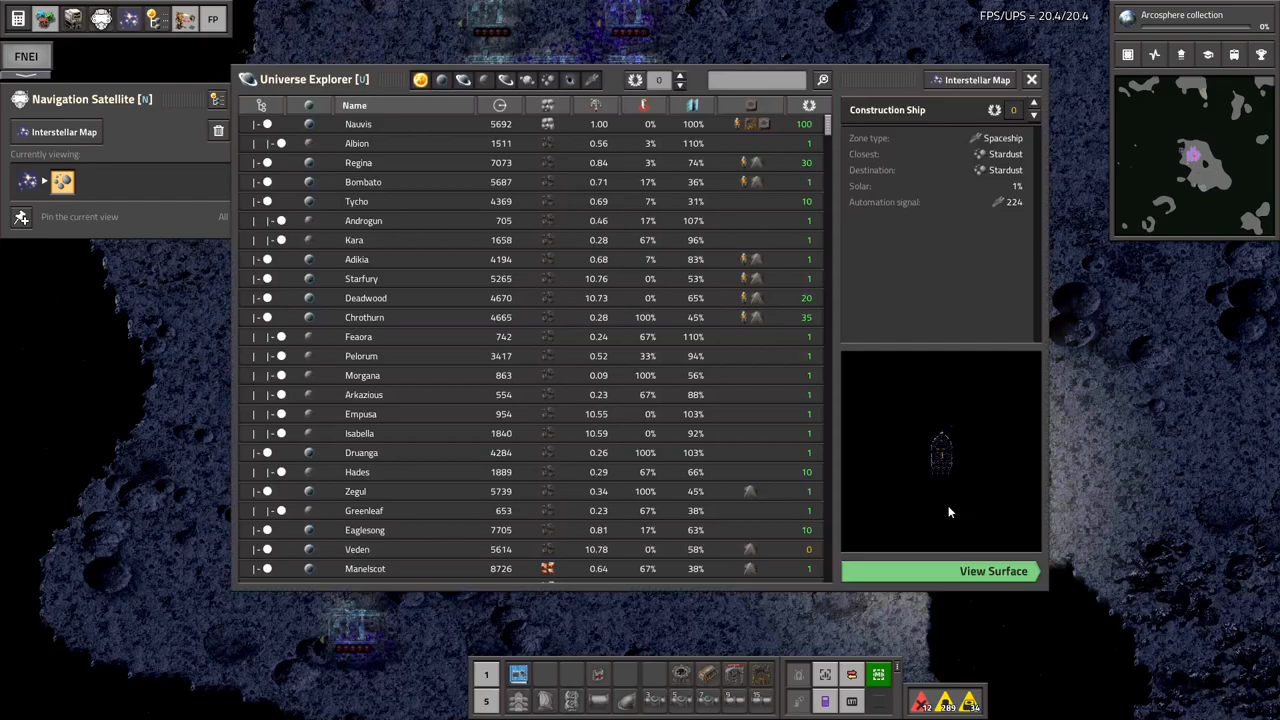 FPS/UPS = 20.4/20.4
FP
FNEI
Navigation Satellite [N]
Interstellar Map
Currently viewing:
Pin the current view
All
Universe Explorer [U]
0
Interstellar Map
Name
Nauvis 5692 1.00 0% 100% 100
Albion 1511 0.56 3% 110% 1
Regina 7073 0.84 3% 74% 30
Bombato 5687 0.71 17% 36% 1
Tycho 4369 0.69 7% 31% 10
Androgun 705 0.46 17% 107% 1
Kara 1658 0.28 67% 96% 1
Adikia 4194 0.68 7% 83% 1
Starfury 5265 10.76 0% 53% 1
Deadwood 4670 10.73 0% 65% 20
Chrothurn 4665 0.28 100% 45% 35
Feaora 742 0.24 67% 110% 1
Pelorum 3417 0.52 33% 94% 1
Morgana 863 0.09 100% 56% 1
Arkazious 554 0.23 67% 88% 1
Empusa 954 10.55 0% 103% 1
Isabella 1840 10.59 0% 92% 1
Druanga 4284 0.26 100% 103% 1
Hades 1889 0.29 67% 66% 10
Zegul 5739 0.34 100% 45% 1
Greenleaf 653 0.23 67% 38% 1
Eaglesong 7705 0.81 17% 63% 10
Veden 5614 10.78 0% 58% 0
Manelscot 8726 0.64 67% 38% 1
Construction Ship 0
Zone type: Spaceship
Closest: Stardust
Destination: Stardust
Solar: 1%
Automation signal: 224
View Surface
Arcosphere collection
0%
1
5
3 5 7 9 15
12 289 34